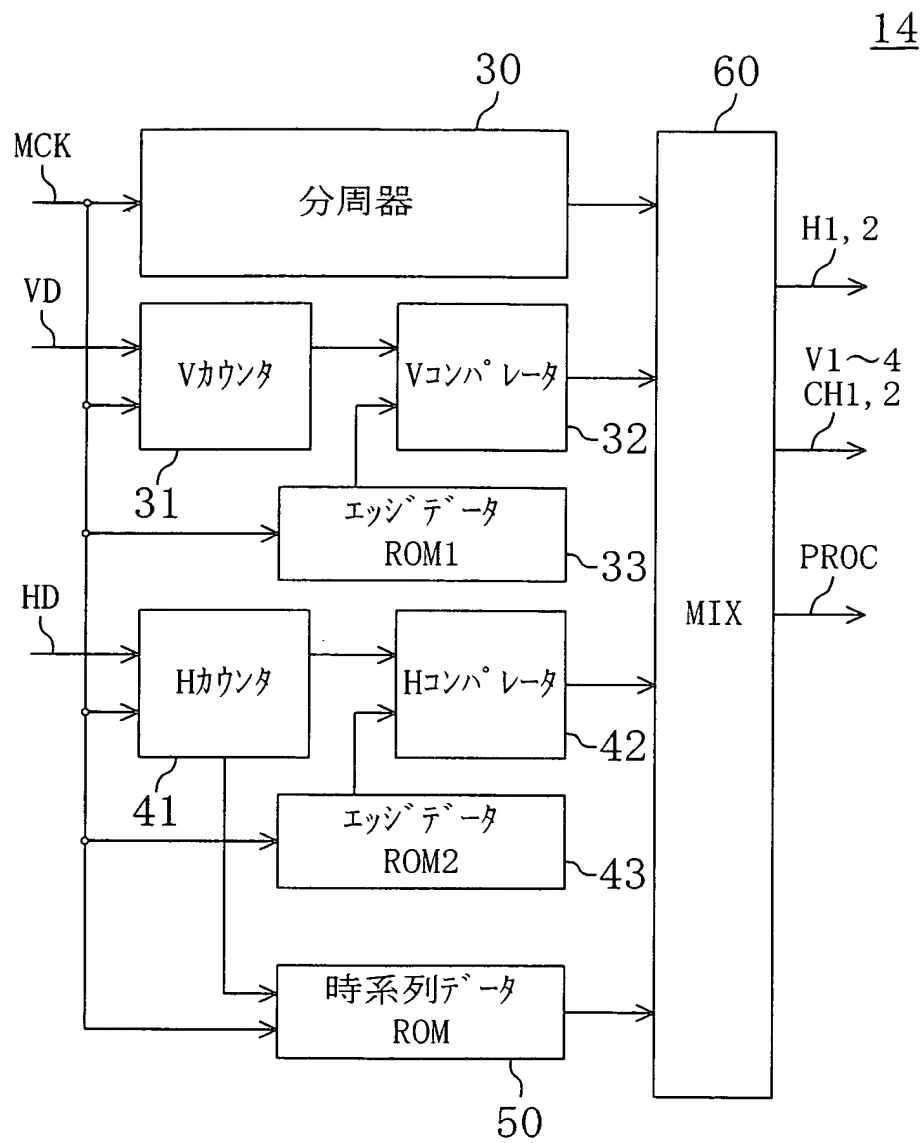 14
30
60
MCK
分周器
H1, 2
VD
Vカウンタ
Vコンパレータ
V1～4
CH1, 2
31
32
エッジデータ
ROM1
33
PROC
HD
MIX
Hカウンタ
Hコンパレータ
41
42
エッジデータ
ROM2
43
時系列データ
ROM
50